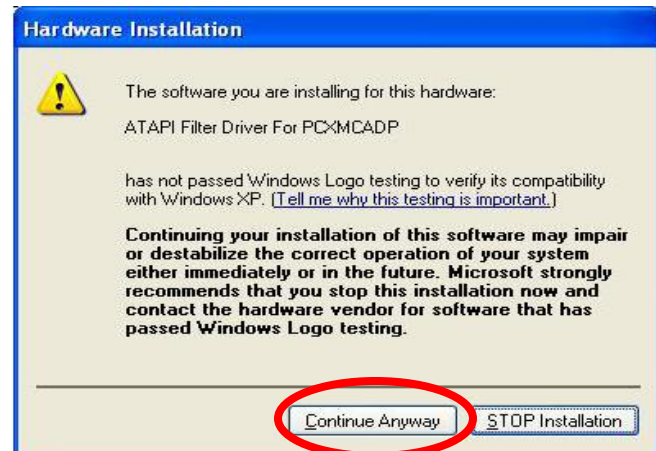 Hardware Installation
The software you are installing for this hardware:
ATAPI Filter Driver For PCXMCADP
has not passed Windows Logo testing to verify its compatibility
with Windows XP. (Tell me why this testing is important.)
Continuing your installation of this software may impair
or destabilize the correct operation of your system
either immediately or in the future. Microsoft strongly
recommends that you stop this installation now and
contact the hardware vendor for software that has
passed Windows Logo testing.
Continue Anyway STOP Installation